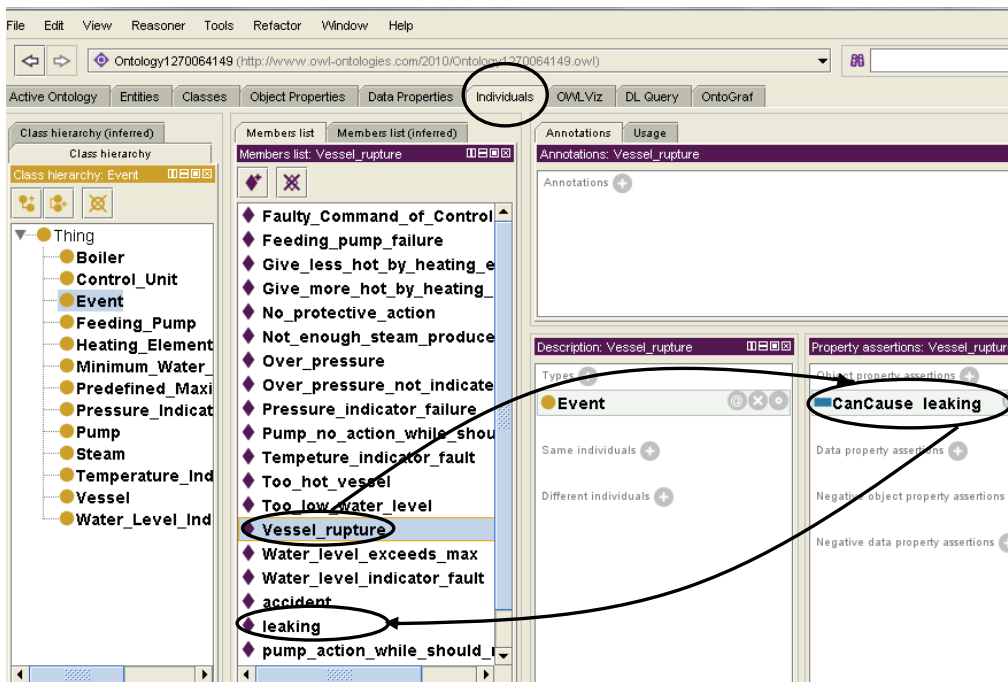 File Edit View Reasoner Tools Refactor Window Help
Ontology1270064149 (http://www.owl-ontologies.com/2010/Ontology1270064149.owl)
Active Ontology Entities Classes Object Properties Data Properties Individuals OWLViz DL Query OntoGraf
Class hierarchy (inferred)
Class hierarchy
Class hierarchy: Event
Thing
Boiler
Control_Unit
Event
Feeding_Pump
Heating_Element
Minimum_Water_
Predefined_Maxi
Pressure_Indicat
Pump
Steam
Temperature_Ind
Vessel
Water_Level_Ind
Members list Members list (inferred)
Members list: Vessel_rupture
Faulty_Command_of_Control
Feeding_pump_failure
Give_less_hot_by_heating_e
Give_more_hot_by_heating_
No_protective_action
Not_enough_steam_produce
Over_pressure
Over_pressure_not_indicate
Pressure_indicator_failure
Pump_no_action_while_shou
Tempeture_indicator_fault
Too_hot_vessel
Too_low_water_level
Vessel_rupture
Water_level_exceeds_max
Water_level_indicator_fault
accident
leaking
pump_action_while_should_
Annotations Usage
Annotations: Vessel_rupture
Annotations
Description: Vessel_rupture
Types
Event
Same individuals
Different individuals
Property assertions: Vessel_rupture
Object property assertions
CanCause leaking
Data property assertions
Negative object property assertions
Negative data property assertions